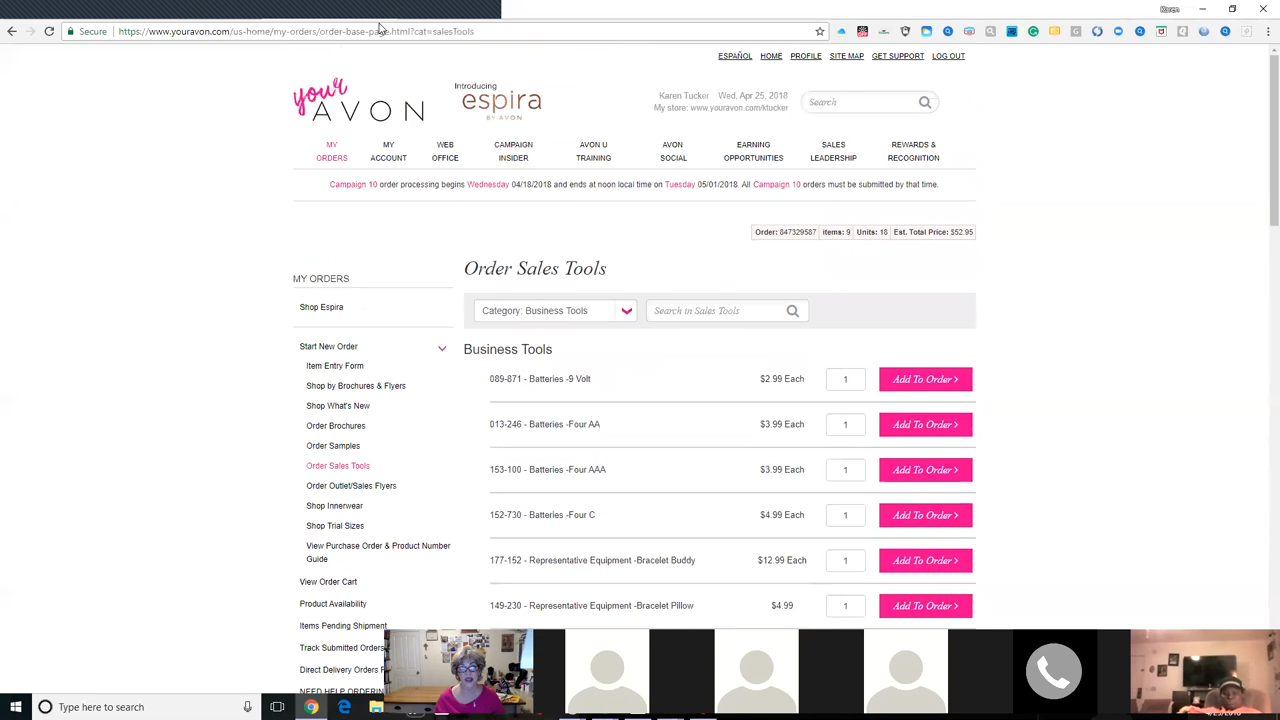 Karen
Secure https://www.youravon.com/us-home/my-orders/order-base-page.html?cat=salesTools
ESPAÑOL HOME PROFILE SITE MAP GET SUPPORT LOG OUT
your AVON
Introducing
espira
BY AVON
Karen Tucker Wed, Apr 25, 2018
My store: www.youravon.com/ktucker
Search
MY ORDERS
MY ACCOUNT
WEB OFFICE
CAMPAIGN INSIDER
AVON U TRAINING
AVON SOCIAL
EARNING OPPORTUNITIES
SALES LEADERSHIP
REWARDS & RECOGNITION
Campaign 10 order processing begins Wednesday 04/18/2018 and ends at noon local time on Tuesday 05/01/2018. All Campaign 10 orders must be submitted by that time.
Order: 847329587 items: 9 Units: 18 Est. Total Price: $52.95
MY ORDERS
Shop Espira
Start New Order
Item Entry Form
Shop by Brochures & Flyers
Shop What's New
Order Brochures
Order Samples
Order Sales Tools
Order Outlet/Sales Flyers
Shop Innerwear
Shop Trial Sizes
View Purchase Order & Product Number
Guide
View Order Cart
Product Availability
Items Pending Shipment
Track Submitted Orders
Direct Delivery Orders
NEED HELP ORDERIN
Order Sales Tools
Category: Business Tools
Search in Sales Tools
Business Tools
089-871 - Batteries -9 Volt $2.99 Each 1 Add To Order >
013-246 - Batteries -Four AA $3.99 Each 1 Add To Order >
153-100 - Batteries -Four AAA $3.99 Each 1 Add To Order >
152-730 - Batteries -Four C $4.99 Each 1 Add To Order >
177-152 - Representative Equipment -Bracelet Buddy $12.99 Each 1 Add To Order >
149-230 - Representative Equipment -Bracelet Pillow $4.99 1 Add To Order >
Type here to search